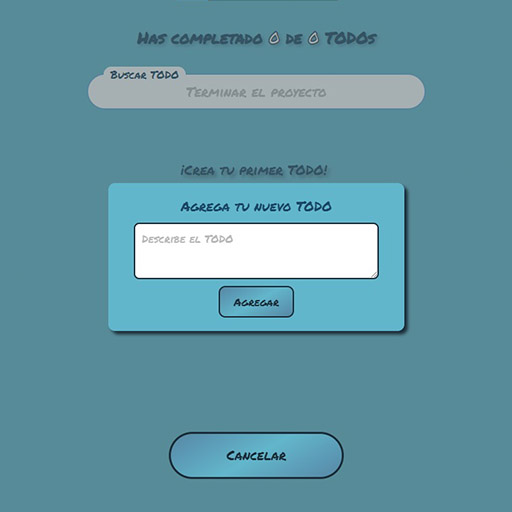 Has completado 0 de 0 TODOs
Buscar TODO
Terminar el proyecto
¡Crea tu primer TODO!
Agrega tu nuevo TODO
Describe el TODO
Agregar
Cancelar